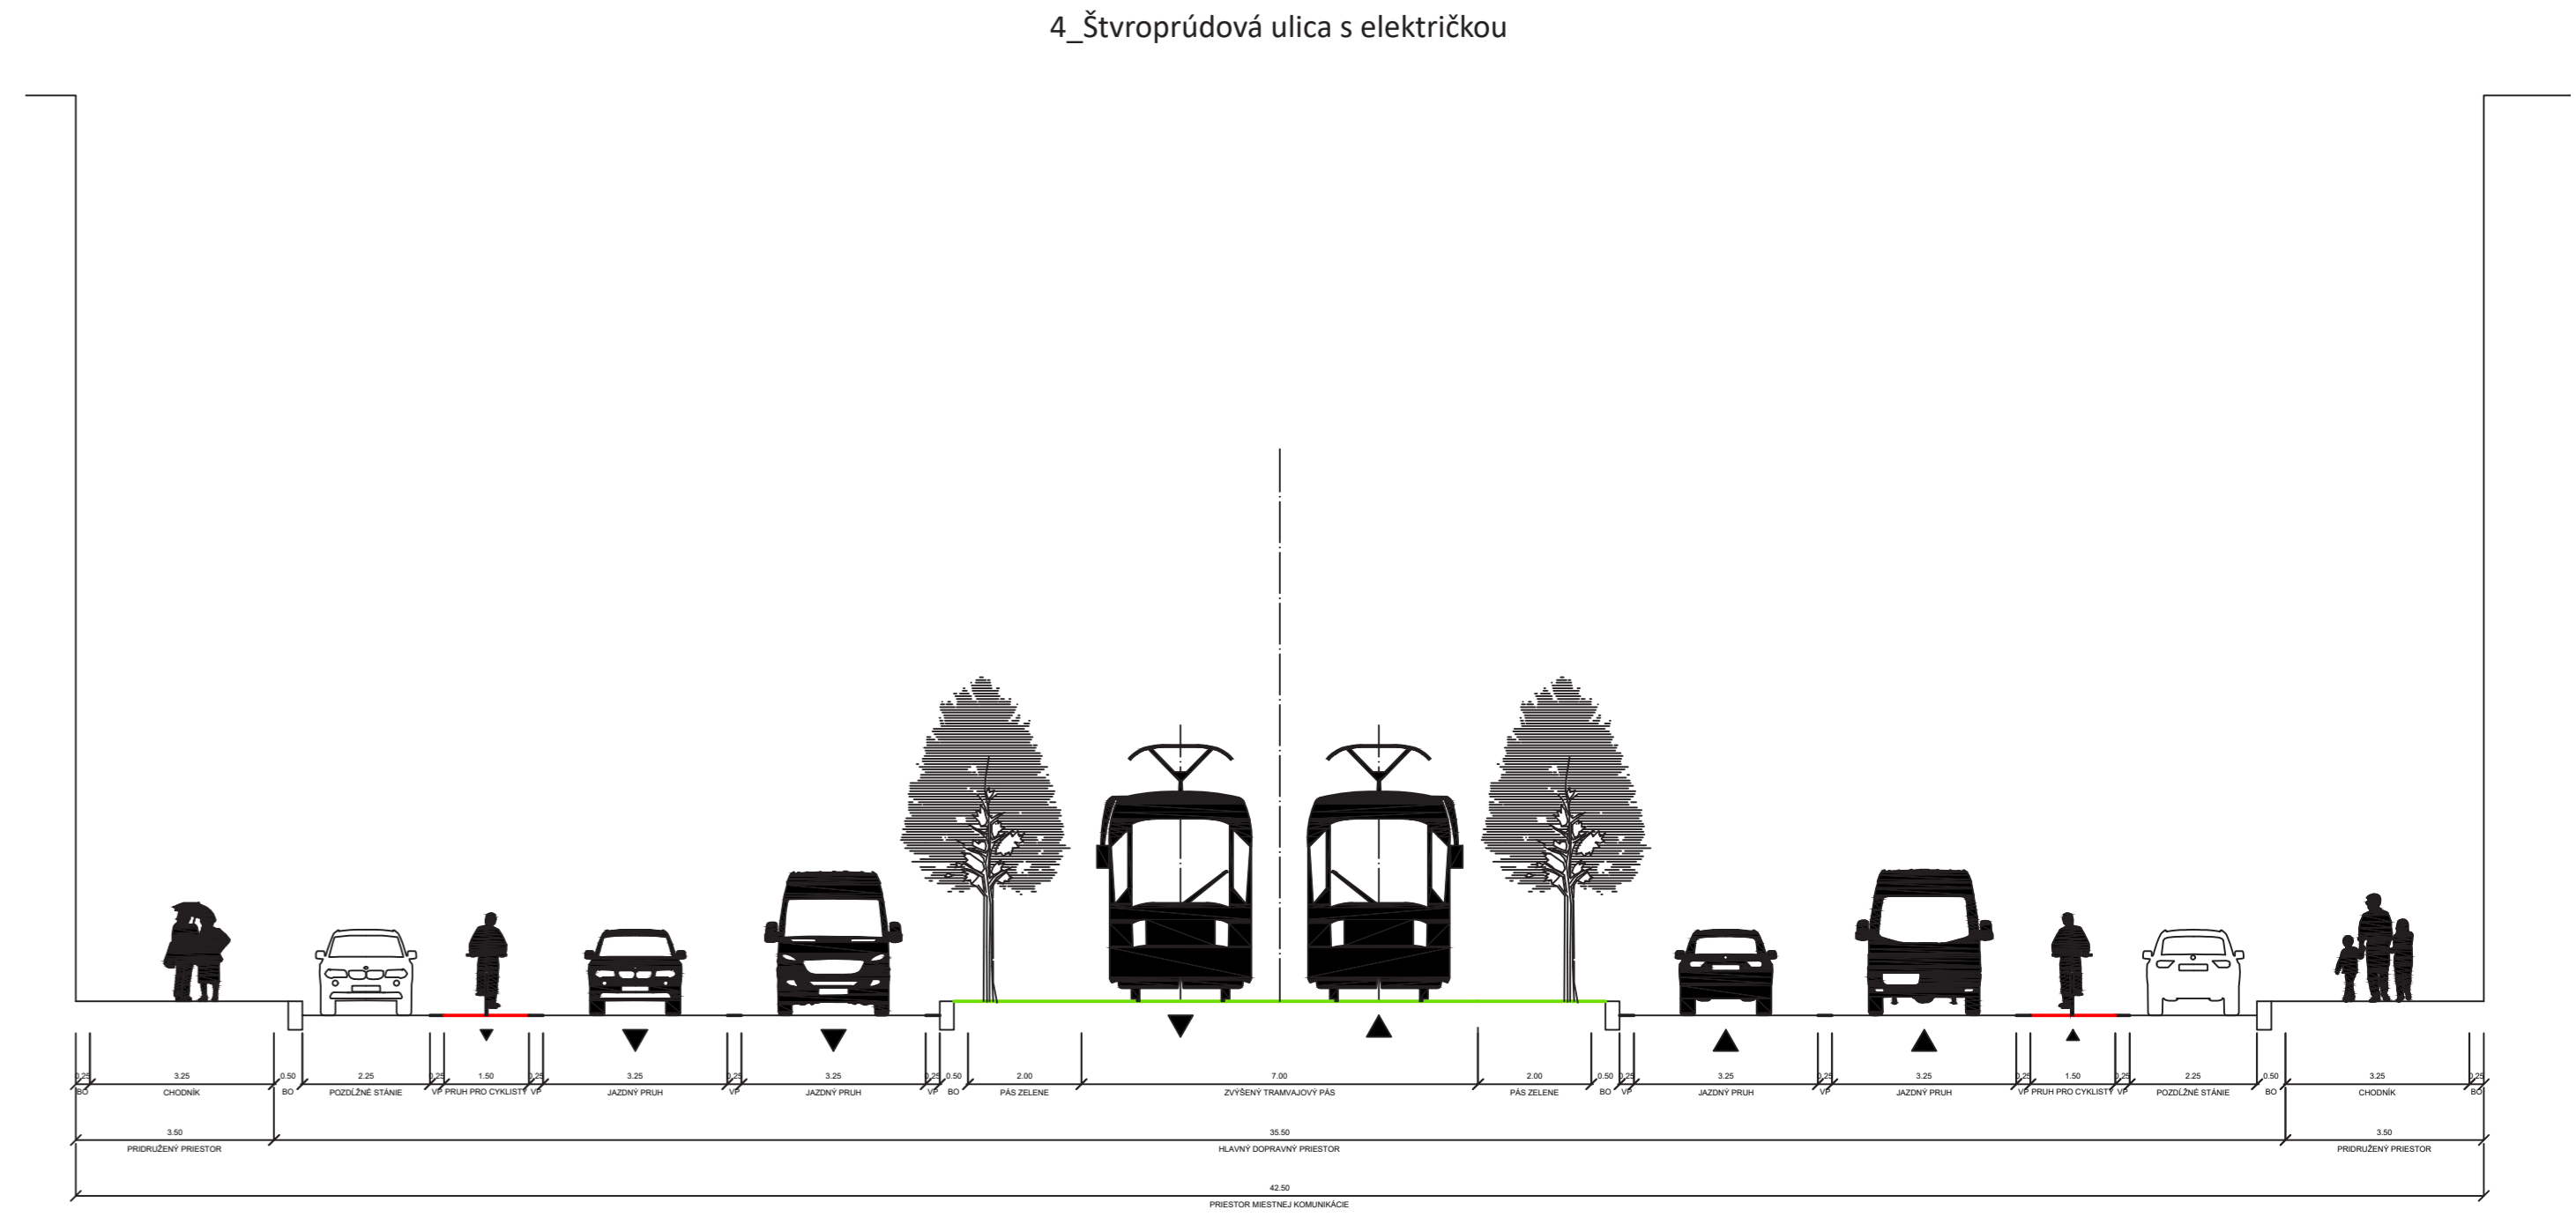 4_Štvroprúdová ulica s električkou
0.25 3.25 0.50 2.25 0.25 1.50 0.25 3.25 0.25 3.25 0.25 0.50 2.00 7.00 2.00 0.50 0.25 3.25 0.25 3.25 0.25 1.50 0.25 2.25 0.50 3.25 0.25
BO CHODNÍK BO POZDĹŽNÉ STÁNIE VP PRUH PRO CYKLISTY VP JAZDNÝ PRUH VP JAZDNÝ PRUH VP BO PÁS ZELENE ZVÝŠENÝ TRAMVAJOVÝ PÁS PÁS ZELENE BO VP JAZDNÝ PRUH VP JAZDNÝ PRUH VP PRUH PRO CYKLISTY VP POZDĹŽNÉ STÁNIE BO CHODNÍK BO
3.50 35.50 3.50
PRIDRUŽENÝ PRIESTOR HLAVNÝ DOPRAVNÝ PRIESTOR PRIDRUŽENÝ PRIESTOR
42.50
PRIESTOR MIESTNEJ KOMUNIKÁCIE